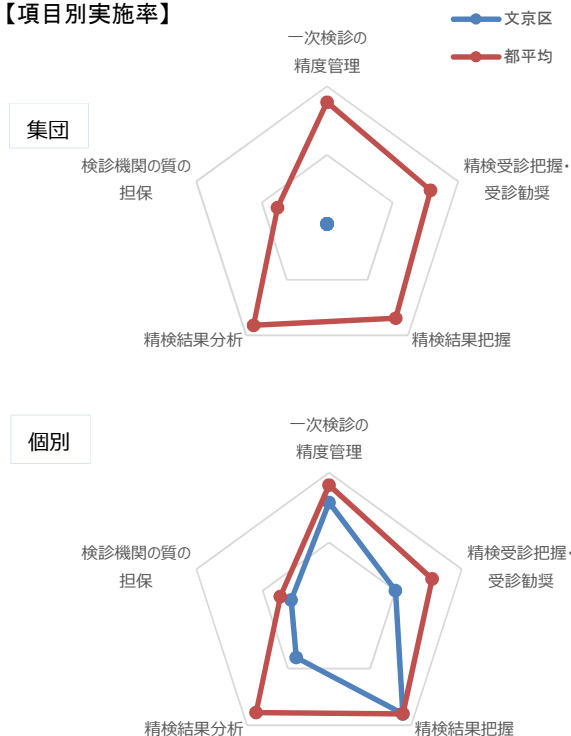 【項目別実施率】
文京区
都平均
集団
一次検診の
精度管理
精検受診把握・
受診勧奨
精検結果把握
精検結果分析
検診機関の質の
担保
個別
一次検診の
精度管理
精検受診把握・
受診勧奨
精検結果把握
精検結果分析
検診機関の質の
担保